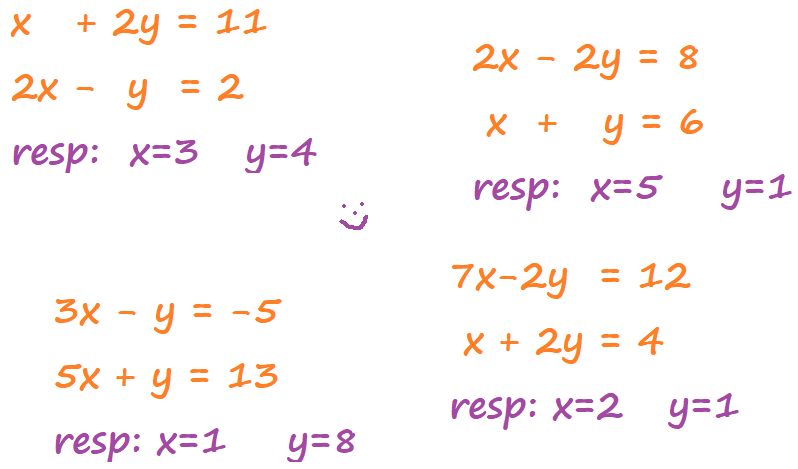 x + 2y = 11
2x - y = 2
resp: x=3 y=4
2x - 2y = 8
x + y = 6
resp: x=5 y=1
3x - y = -5
5x + y = 13
resp: x=1 y=8
7x-2y = 12
x + 2y = 4
resp: x=2 y=1